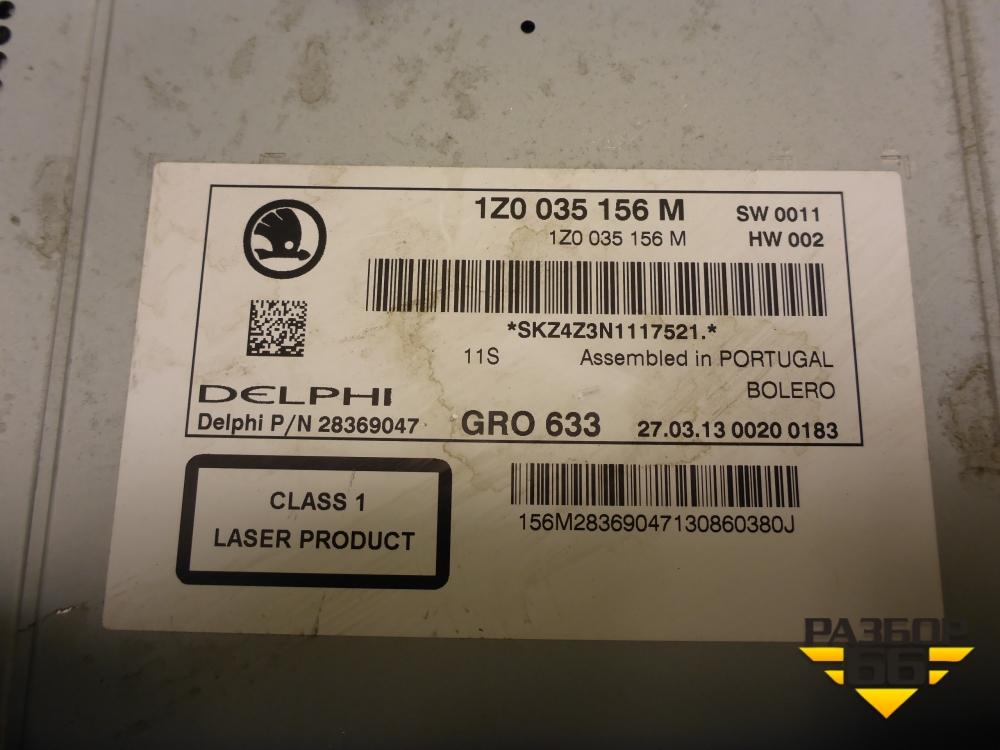 1Z0 035 156 M
SW 0011
1Z0 035 156 M
HW 002
*SKZ4Z3N1117521.*
11S
Assembled in PORTUGAL
BOLERO
DELPHI
Delphi P/N 28369047
GRO 633
27.03.13 0020 0183
CLASS 1
LASER PRODUCT
156M28369047130860380J
РАЗБОР
66